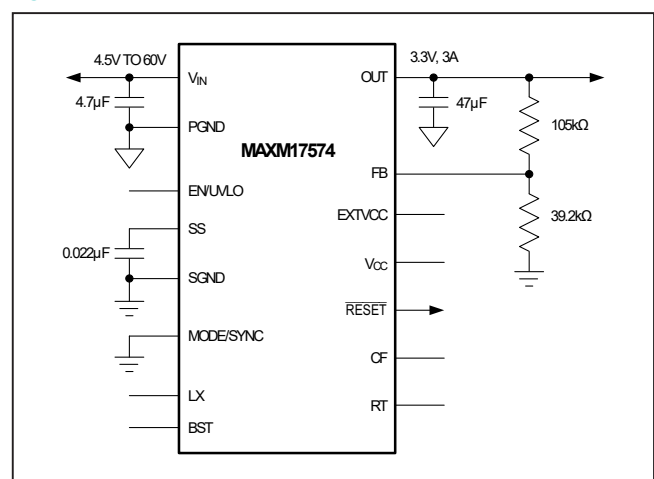 4.5V TO 60V
4.7µF
VIN
PGND
EN/UVLO
SS
0.022µF
SGND
MODE/SYNC
LX
BST
MAXM17574
OUT
3.3V, 3A
47µF
105kΩ
FB
39.2kΩ
EXTVCC
VCC
RESET
CF
RT